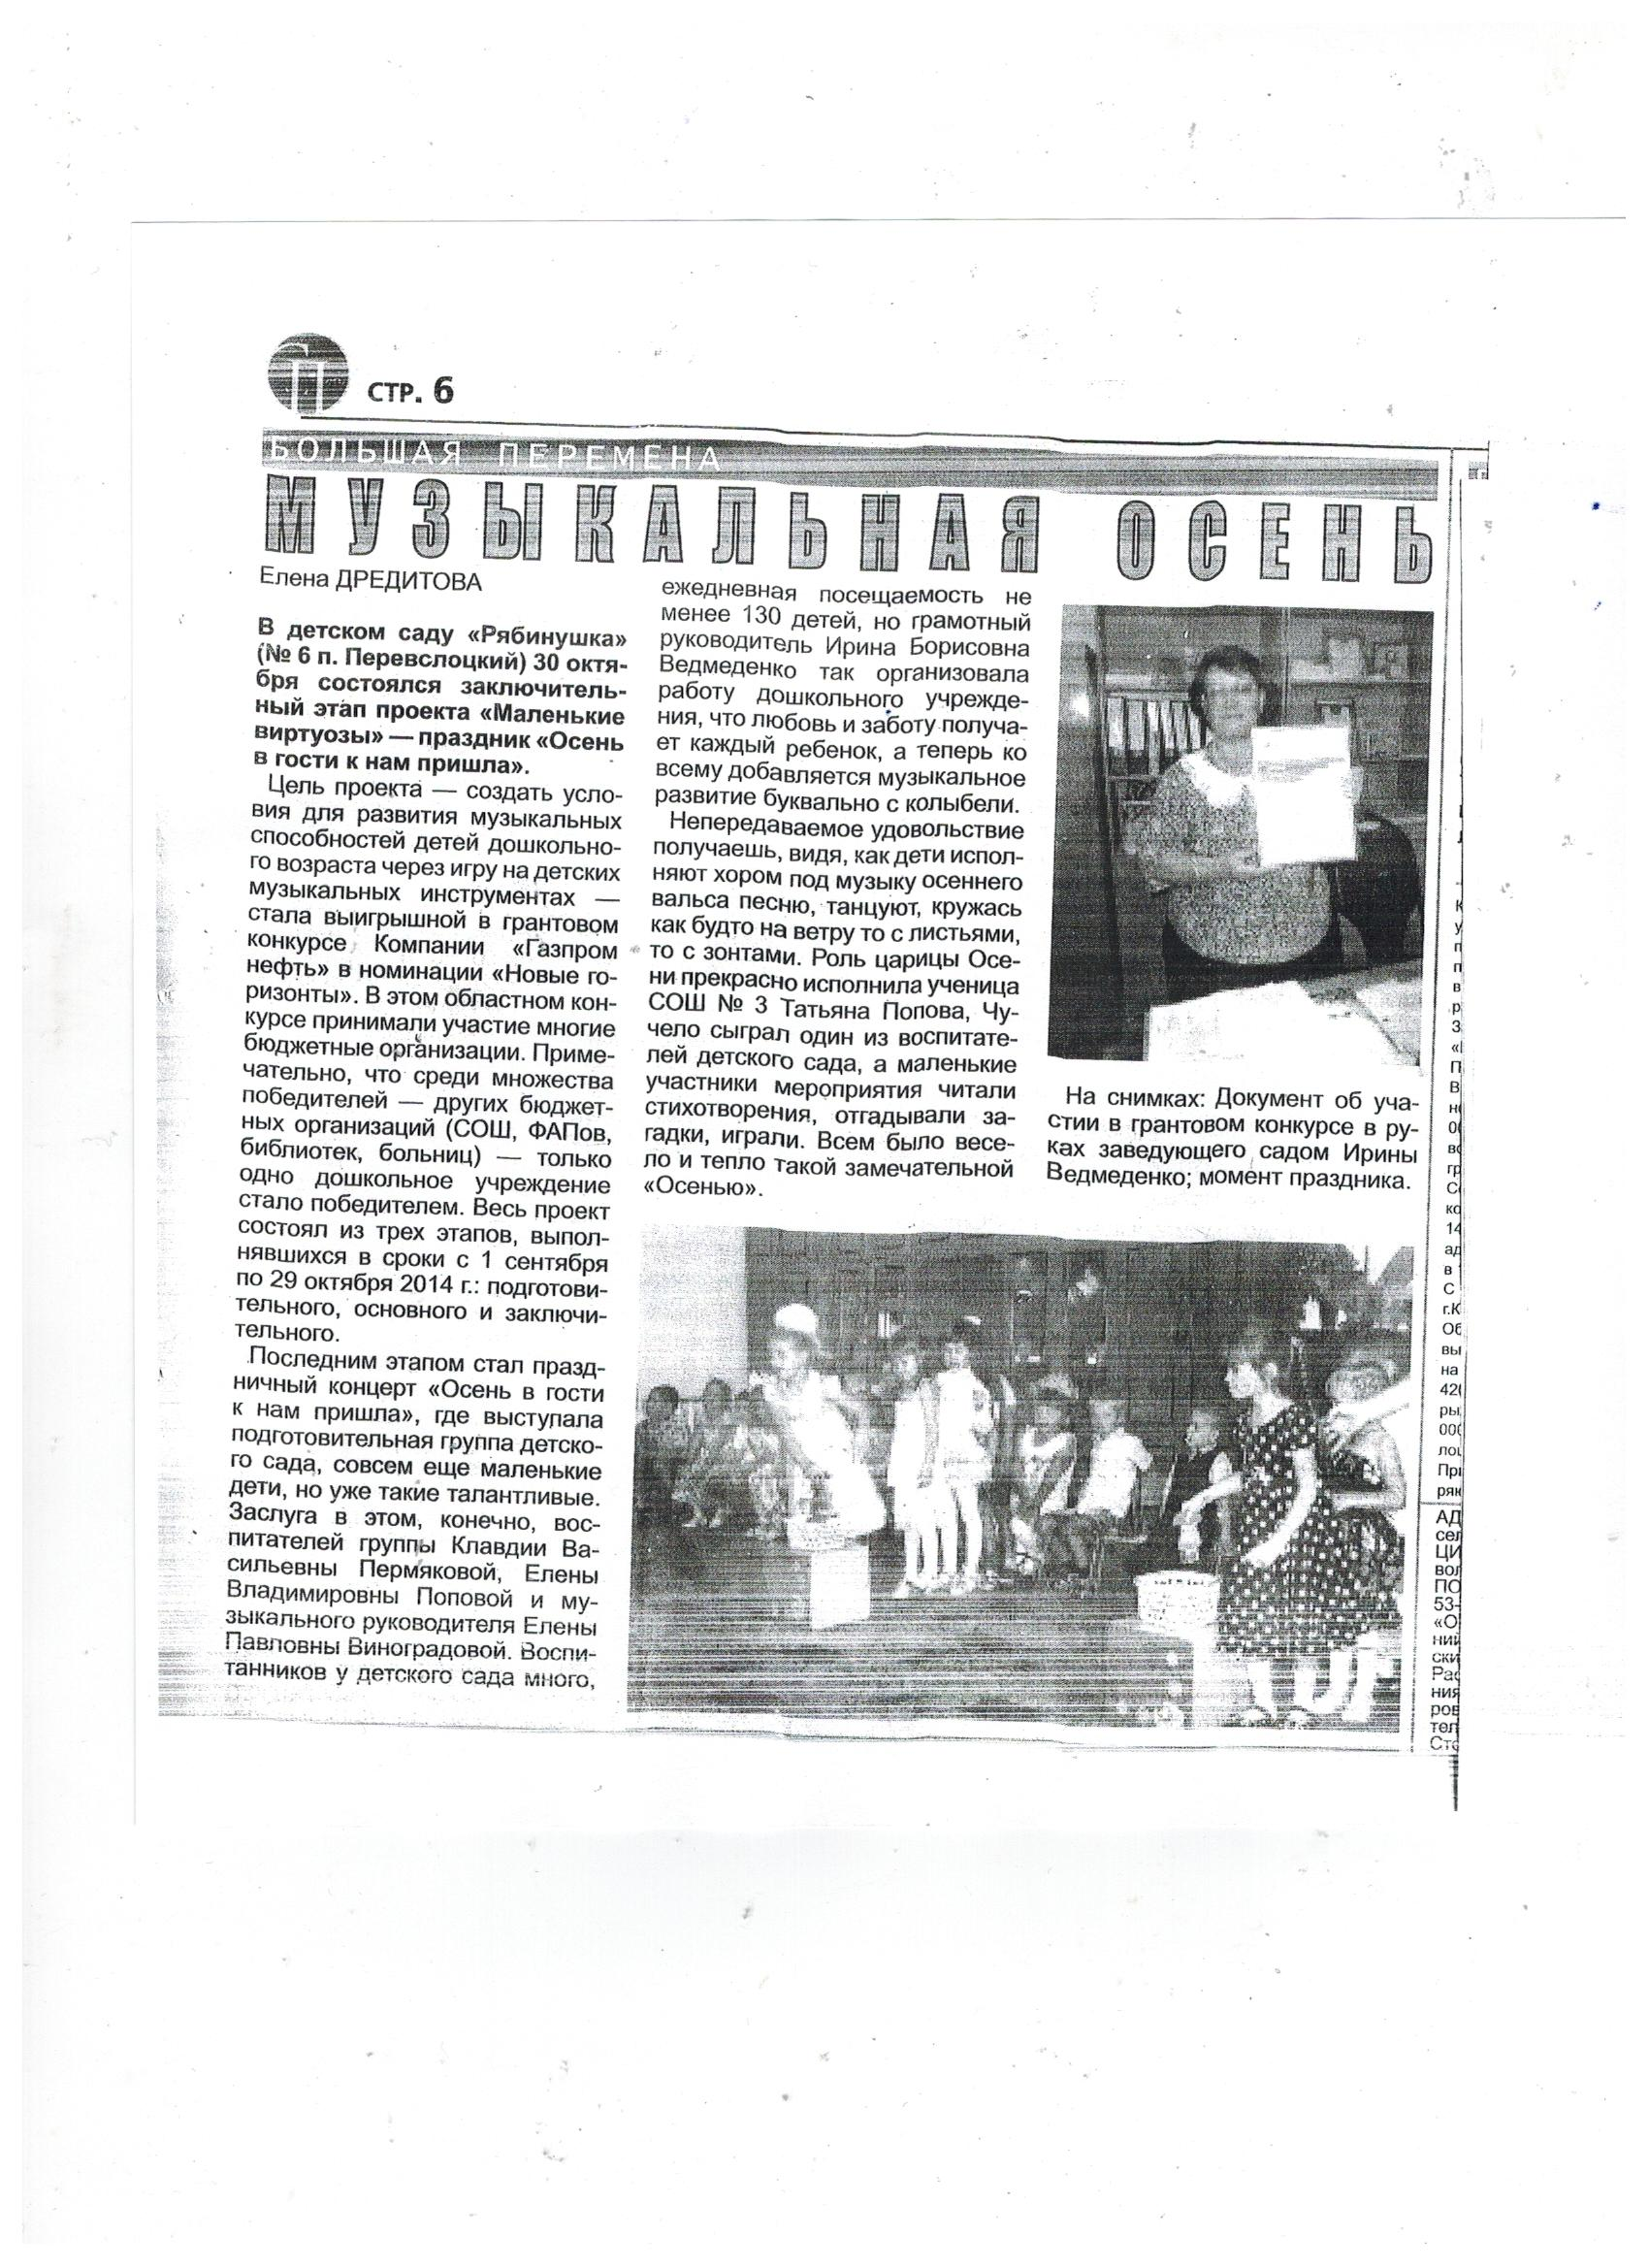 СТР. 6
БОЛЬШАЯ ПЕРЕМЕНА
МУЗЫКАЛЬНАЯ ОСЕНЬ
Елена ДРЕДИТОВА
В детском саду «Рябинушка»
(№ 6 п. Переволоцкий) 30 октя-
бря состоялся заключитель-
ный этап проекта «Маленькие
виртуозы» — праздник «Осень
в гости к нам пришла».
Цель проекта — создать усло-
вия для развития музыкальных
способностей детей дошкольно-
го возраста через игру на детских
музыкальных инструментах —
стала выигрышной в грантовом
конкурсе Компании «Газпром
нефть» в номинации «Новые го-
ризонты». В этом областном кон-
курсе принимали участие многие
бюджетные организации. Приме-
чательно, что среди множества
победителей — других бюджет-
ных организаций (СОШ, ФАПов,
библиотек, больниц) — только
одно дошкольное учреждение
стало победителем. Весь проект
состоял из трех этапов, выпол-
нявшихся в сроки с 1 сентября
по 29 октября 2014 г.: подготови-
тельного, основного и заключи-
тельного.
Последним этапом стал празд-
ничный концерт «Осень в гости
к нам пришла», где выступала
подготовительная группа детско-
го сада, совсем еще маленькие
дети, но уже такие талантливые.
Заслуга в этом, конечно, вос-
питателей группы Клавдии Ва-
сильевны Пермяковой, Елены
Владимировны Поповой и му-
зыкального руководителя Елены
Павловны Виноградовой. Воспи-
танников у детского сада много,
ежедневная посещаемость не
менее 130 детей, но грамотный
руководитель Ирина Борисовна
Ведмеденко так организовала
работу дошкольного учрежде-
ния, что любовь и заботу получа-
ет каждый ребенок, а теперь ко
всему добавляется музыкальное
развитие буквально с колыбели.
Непередаваемое удовольствие
получаешь, видя, как дети испол-
няют хором под музыку осеннего
вальса песню, танцуют, кружась
как будто на ветру то с листьями,
то с зонтами. Роль царицы Осе-
ни прекрасно исполнила ученица
СОШ № 3 Татьяна Попова, Чу-
чело сыграл один из воспитате-
лей детского сада, а маленькие
участники мероприятия читали
стихотворения, отгадывали за-
гадки, играли. Всем было весе-
ло и тепло такой замечательной
«Осенью».
На снимках: Документ об уча-
стии в грантовом конкурсе в ру-
ках заведующего садом Ирины
Ведмеденко; момент праздника.